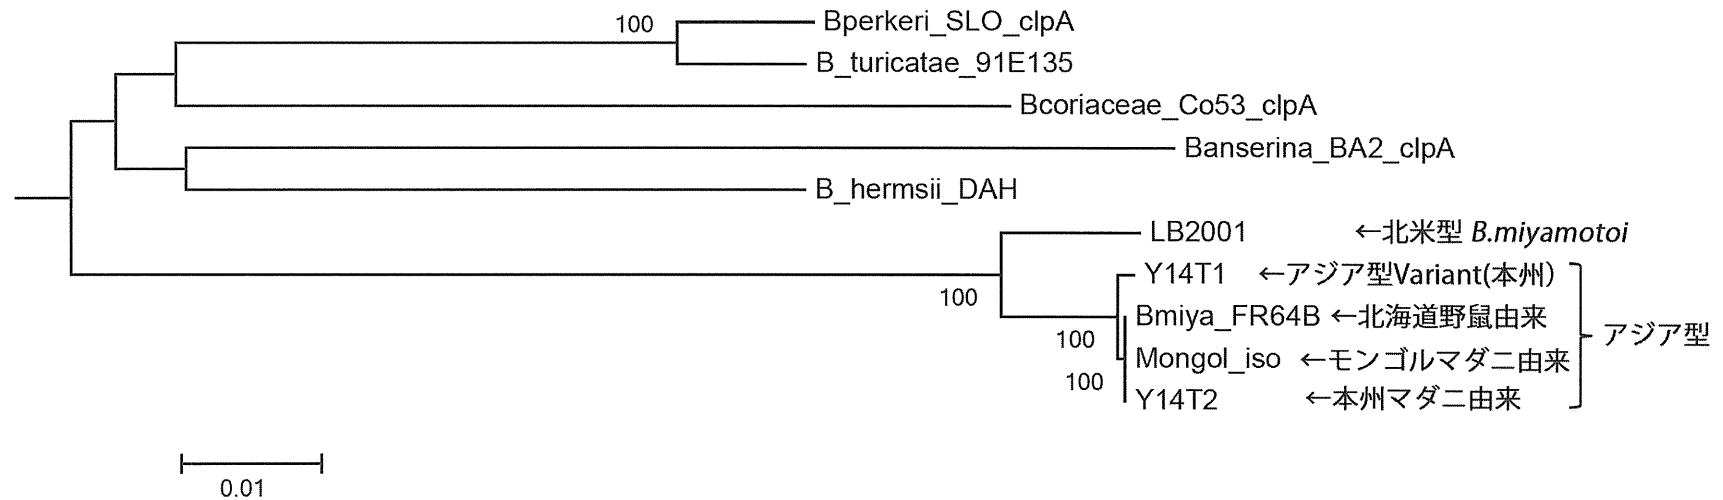 100
Bperkeri_SLO_clpA
B_turicatae_91E135
Bcoriaceae_Co53_clpA
Banserina_BA2_clpA
B_hermsii_DAH
LB2001 ←北米型 B.miyamotoi
Y14T1 ←アジア型Variant(本州）
100
Bmiya_FR64B ←北海道野鼠由来
アジア型
100
Mongol_iso ←モンゴルマダニ由来
100
Y14T2 ←本州マダニ由来
0.01